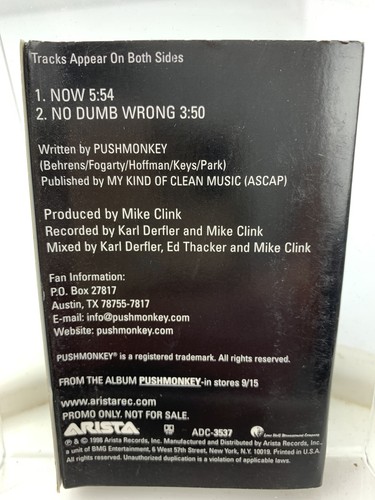 Tracks Appear On Both Sides
1. NOW 5:54
2. NO DUMB WRONG 3:50
Written by PUSHMONKEY
(Behrens/Fogarty/Hoffman/Keys/Park)
Published by MY KIND OF CLEAN MUSIC (ASCAP)
Produced by Mike Clink
Recorded by Karl Derfler and Mike Clink
Mixed by Karl Derfler, Ed Thacker and Mike Clink
Fan Information:
P.O. Box 27817
Austin, TX 78755-7817
E-mail: info@pushmonkey.com
Website: pushmonkey.com
PUSHMONKEY® is a registered trademark. All rights reserved.
FROM THE ALBUM PUSHMONKEY-in stores 9/15
www.aristarec.com
PROMO ONLY. NOT FOR SALE.
ARISTA ADC-3537
℗ & © 1998 Arista Records, Inc. Manufactured and Distributed by Arista Records, Inc.,
a unit of BMG Entertainment, 6 West 57th Street, New York, N.Y. 10019. Printed in U.S.A.
All rights reserved. Unauthorized duplication is a violation of applicable laws.